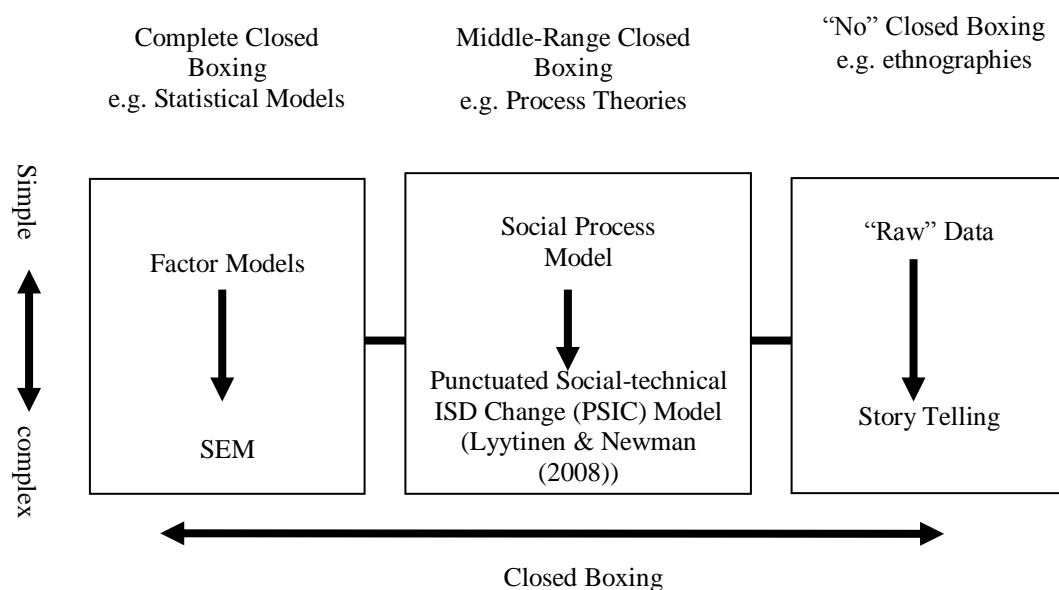 Complete Closed
Boxing
e.g. Statistical Models
Middle-Range Closed
Boxing
e.g. Process Theories
“No” Closed Boxing
e.g. ethnographies
Simple
complex
Factor Models
SEM
Social Process
Model
Punctuated Social-technical
ISD Change (PSIC) Model
(Lyytinen & Newman
(2008))
“Raw” Data
Story Telling
Closed Boxing